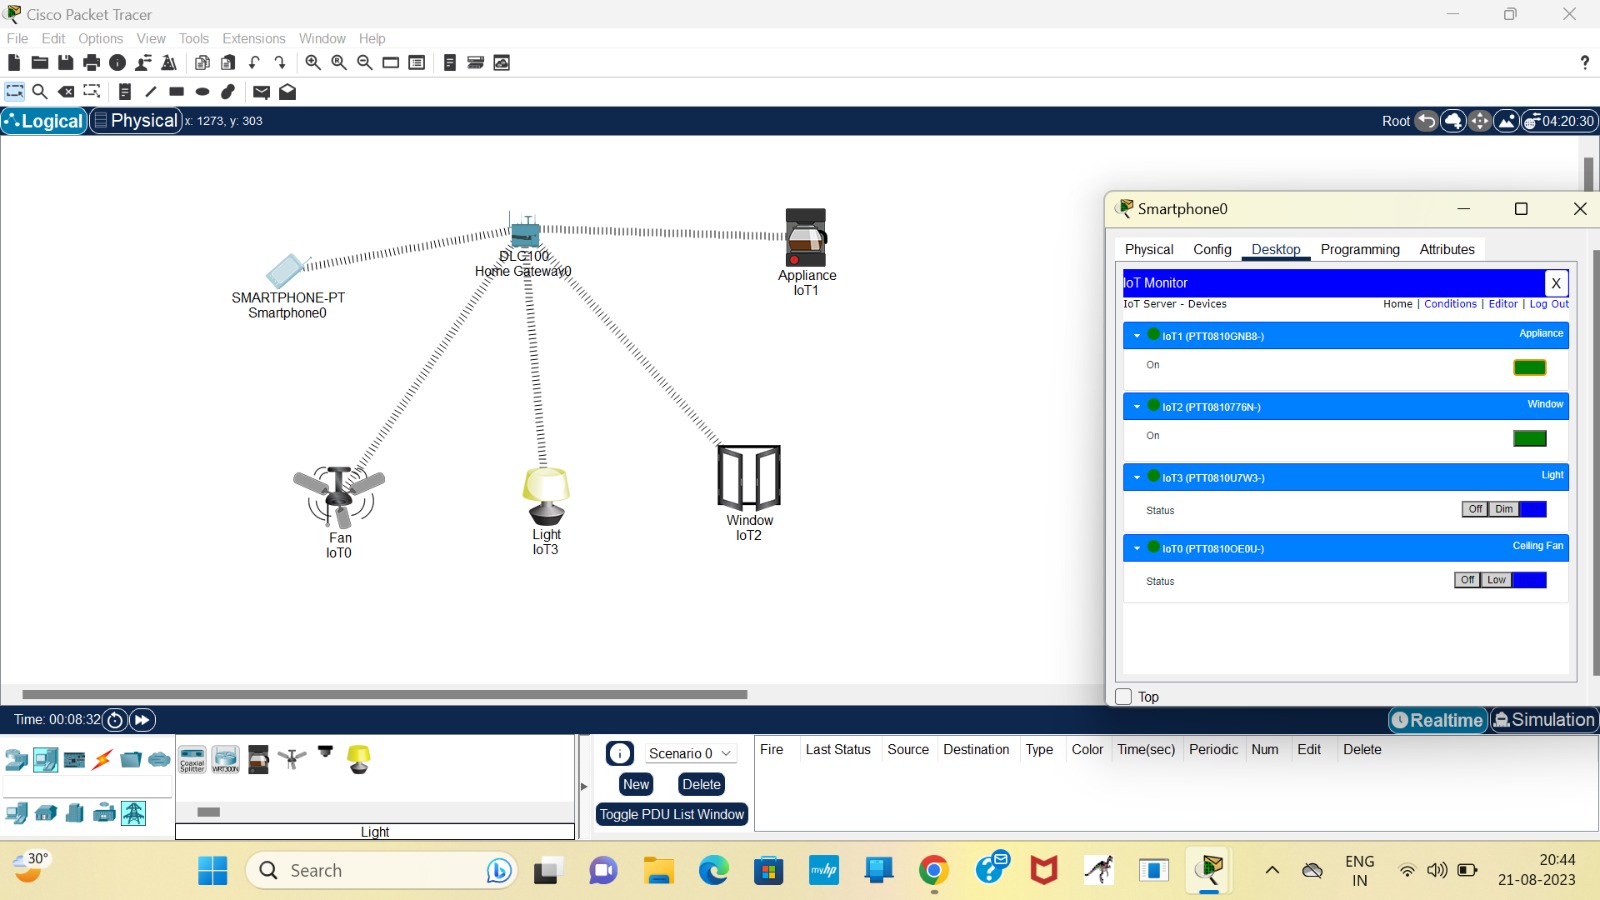 Cisco Packet Tracer
File Edit Options View Tools Extensions Window Help
?
Logical Physical x: 1273, y: 303
Root 04:20:30
DLC100
Home Gateway0
Appliance
IoT1
SMARTPHONE-PT
Smartphone0
Fan
IoT0
Light
IoT3
Window
IoT2
Smartphone0
Physical Config Desktop Programming Attributes
IoT Monitor X
IoT Server - Devices Home | Conditions | Editor | Log Out
IoT1 (PTT0810GNB8-) Appliance
On
IoT2 (PTT0810776N-) Window
On
IoT3 (PTT0810U7W3-) Light
Status Off Dim
IoT0 (PTT0810OE0U-) Ceiling Fan
Status Off Low
Top
Time: 00:08:32
Realtime Simulation
Coaxial
Splitter
WRT300N
Light
Scenario 0
New Delete
Toggle PDU List Window
Fire Last Status Source Destination Type Color Time(sec) Periodic Num Edit Delete
30°
Search
myhp
ENG
IN
20:44
21-08-2023